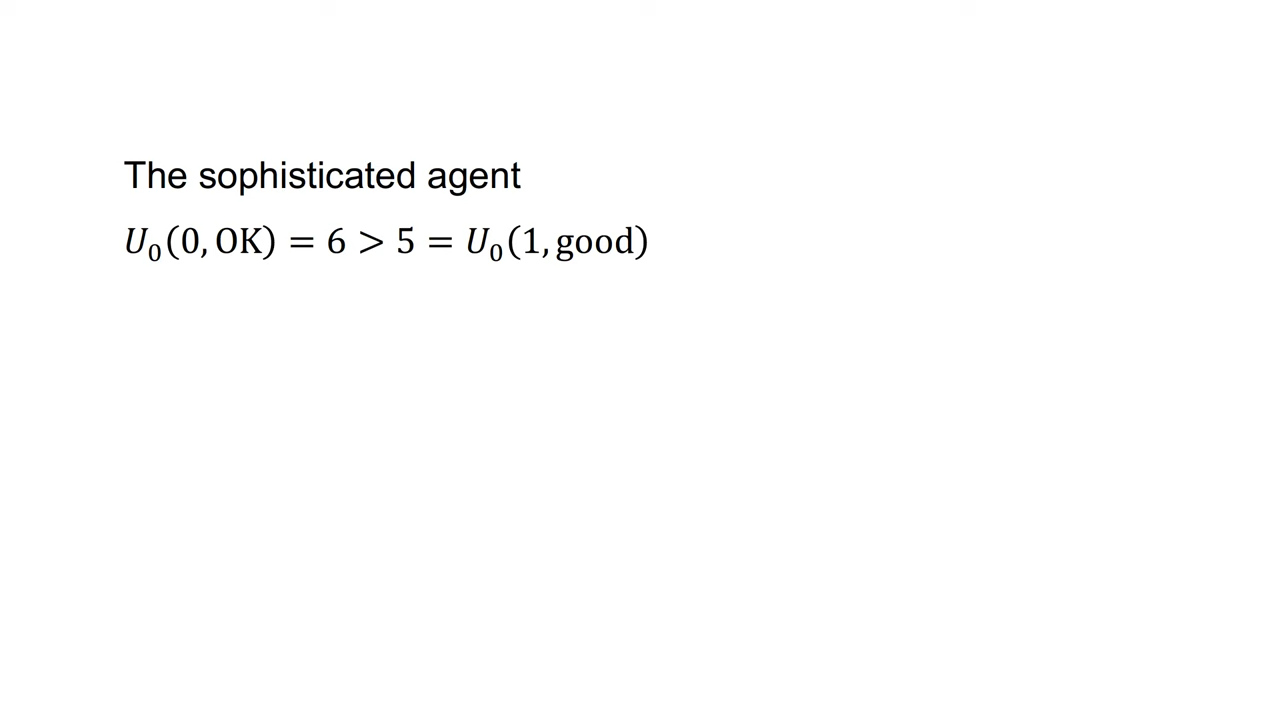 The sophisticated agent
𝑈₀(0, OK) = 6 > 5 = 𝑈₀(1, good)